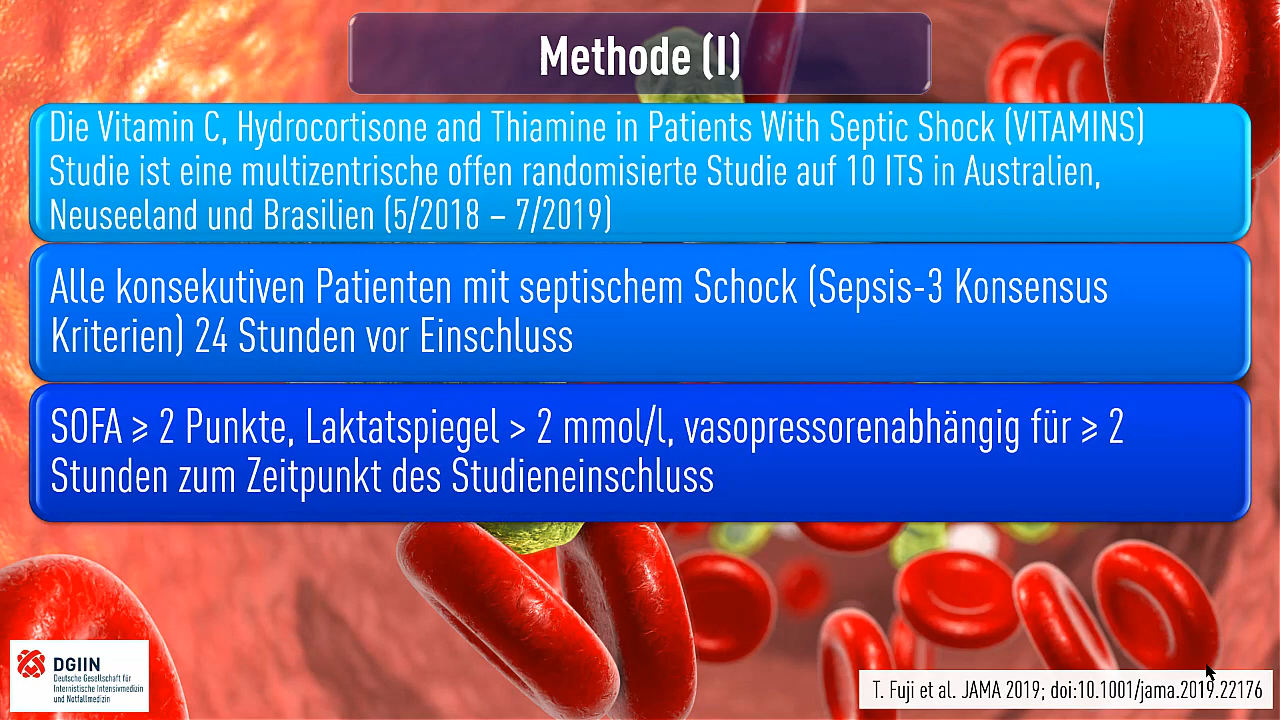 Methode (I)
Die Vitamin C, Hydrocortisone and Thiamine in Patients With Septic Shock (VITAMINS)
Studie ist eine multizentrische offen randomisierte Studie auf 10 ITS in Australien,
Neuseeland und Brasilien (5/2018 – 7/2019)
Alle konsekutiven Patienten mit septischem Schock (Sepsis-3 Konsensus
Kriterien) 24 Stunden vor Einschluss
SOFA ≥ 2 Punkte, Laktatspiegel > 2 mmol/l, vasopressorenabhängig für ≥ 2
Stunden zum Zeitpunkt des Studieneinschluss
DGIIN
Deutsche Gesellschaft für
Internistische Intensivmedizin
und Notfallmedizin
T. Fuji et al. JAMA 2019; doi:10.1001/jama.2019.22176